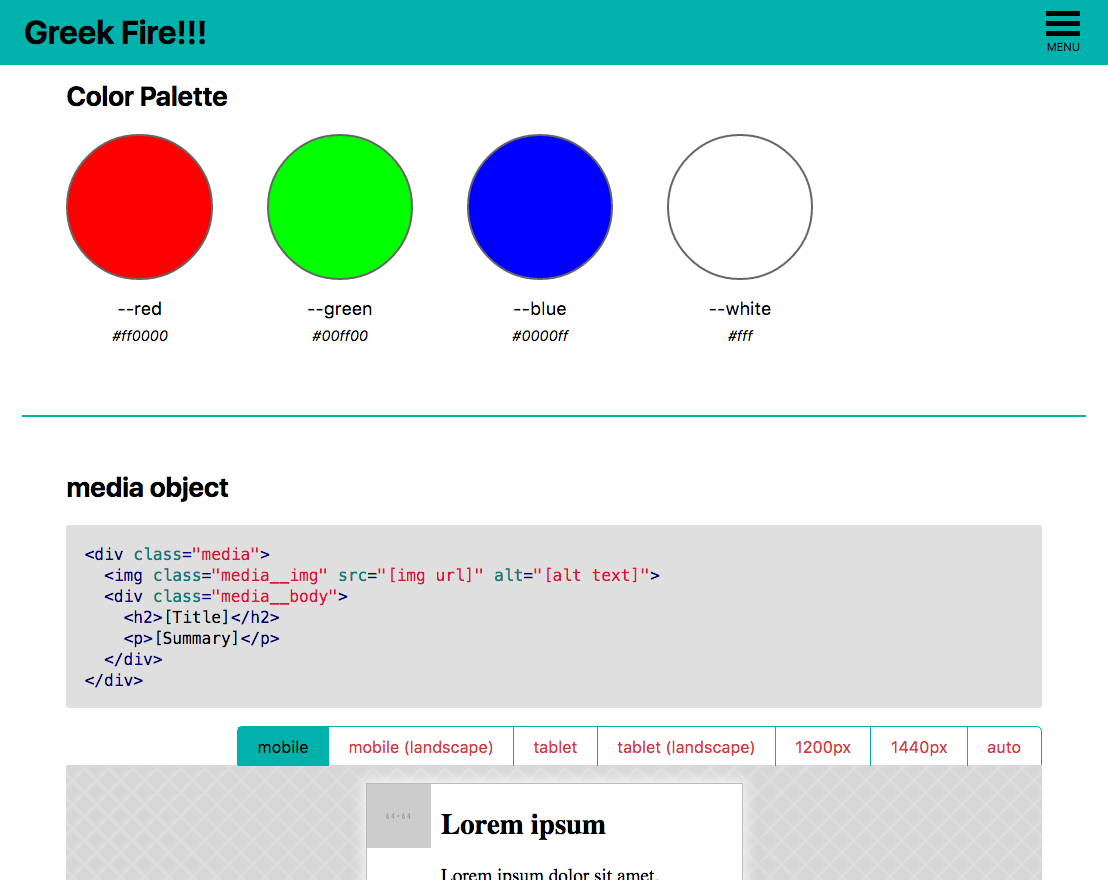 Greek Fire!!!
MENU
Color Palette
--red --green --blue --white
#ff0000 #00ff00 #0000ff #fff
media object
<div class="media">
  <img class="media__img" src="[img url]" alt="[alt text]">
  <div class="media__body">
    <h2>[Title]</h2>
    <p>[Summary]</p>
  </div>
</div>
mobile mobile (landscape) tablet tablet (landscape) 1200px 1440px auto
64×64
Lorem ipsum
Lorem ipsum dolor sit amet,